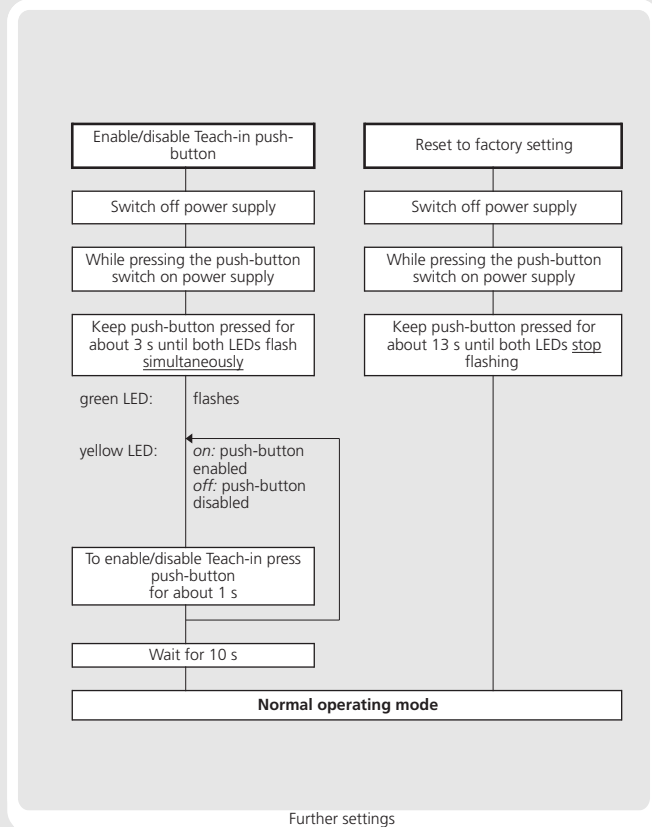 Enable/disable Teach-in push-
button
Switch off power supply
While pressing the push-button
switch on power supply
Keep push-button pressed for
about 3 s until both LEDs flash
simultaneously
green LED: flashes
yellow LED: on: push-button
enabled
off: push-button
disabled
To enable/disable Teach-in press
push-button
for about 1 s
Wait for 10 s
Reset to factory setting
Switch off power supply
While pressing the push-button
switch on power supply
Keep push-button pressed for
about 13 s until both LEDs stop
flashing
Normal operating mode
Further settings